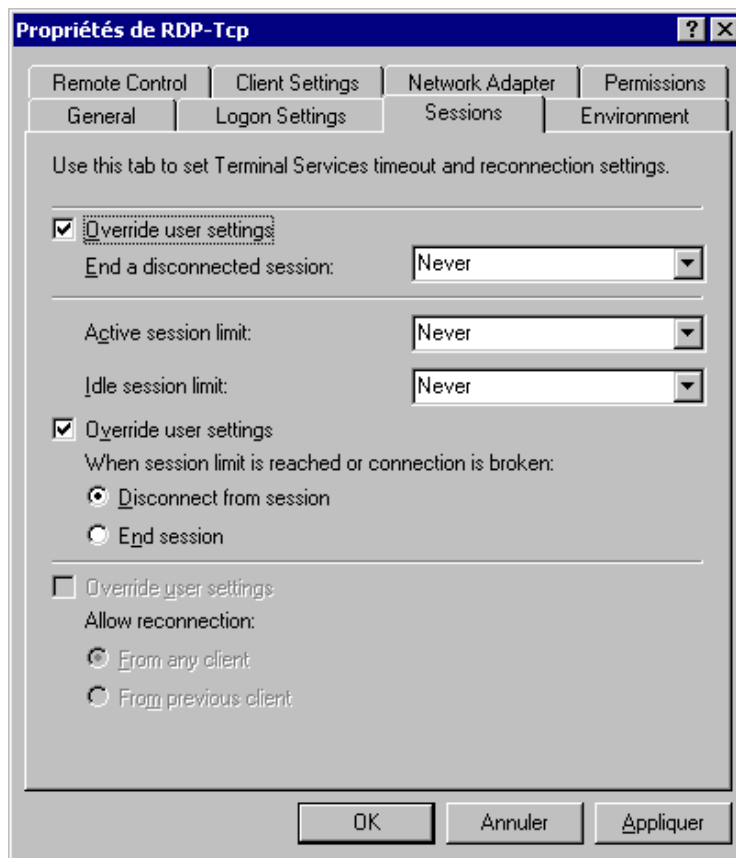 Propriétés de RDP-Tcp
Remote Control Client Settings Network Adapter Permissions
General Logon Settings Sessions Environment
Use this tab to set Terminal Services timeout and reconnection settings.
Override user settings
End a disconnected session: Never
Active session limit: Never
Idle session limit: Never
Override user settings
When session limit is reached or connection is broken:
Disconnect from session
End session
Override user settings
Allow reconnection:
From any client
From previous client
OK Annuler Appliquer